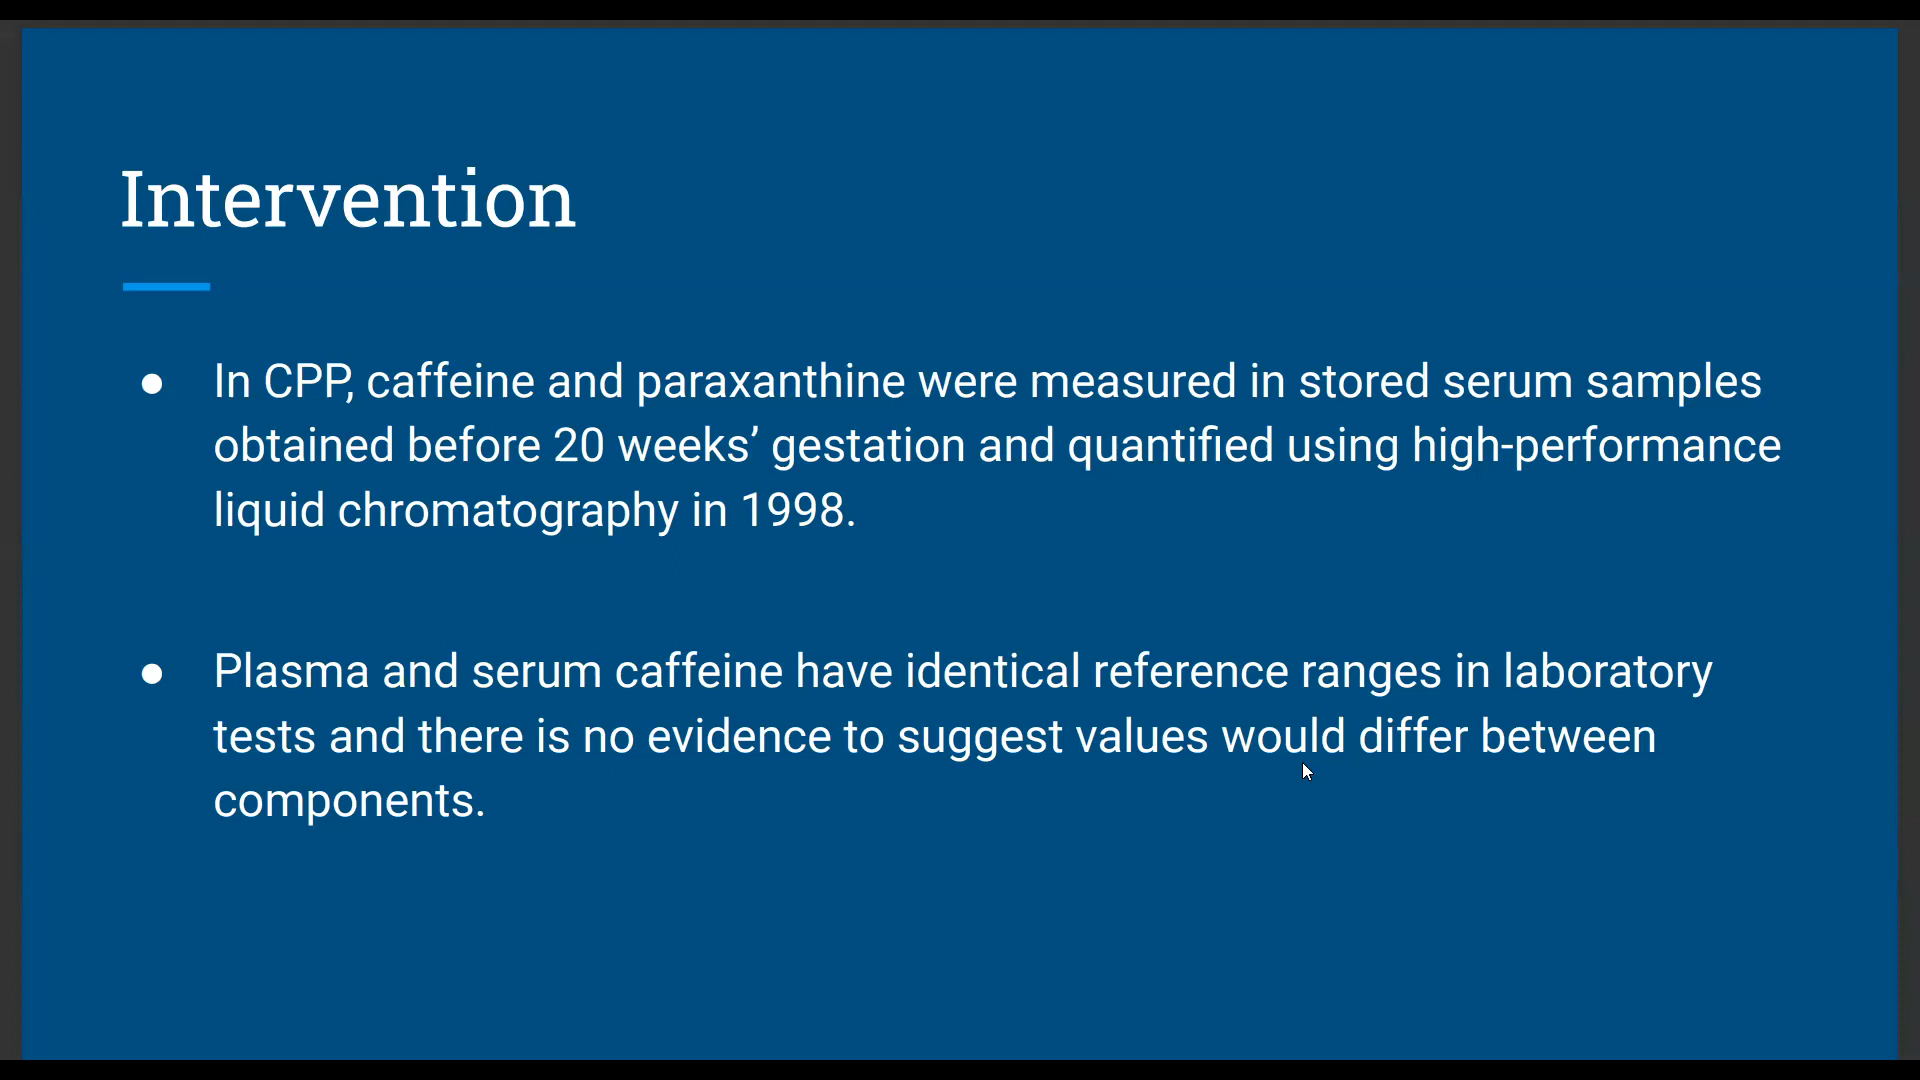 Intervention
● In CPP, caffeine and paraxanthine were measured in stored serum samples
obtained before 20 weeks’ gestation and quantified using high-performance
liquid chromatography in 1998.
● Plasma and serum caffeine have identical reference ranges in laboratory
tests and there is no evidence to suggest values would differ between
components.